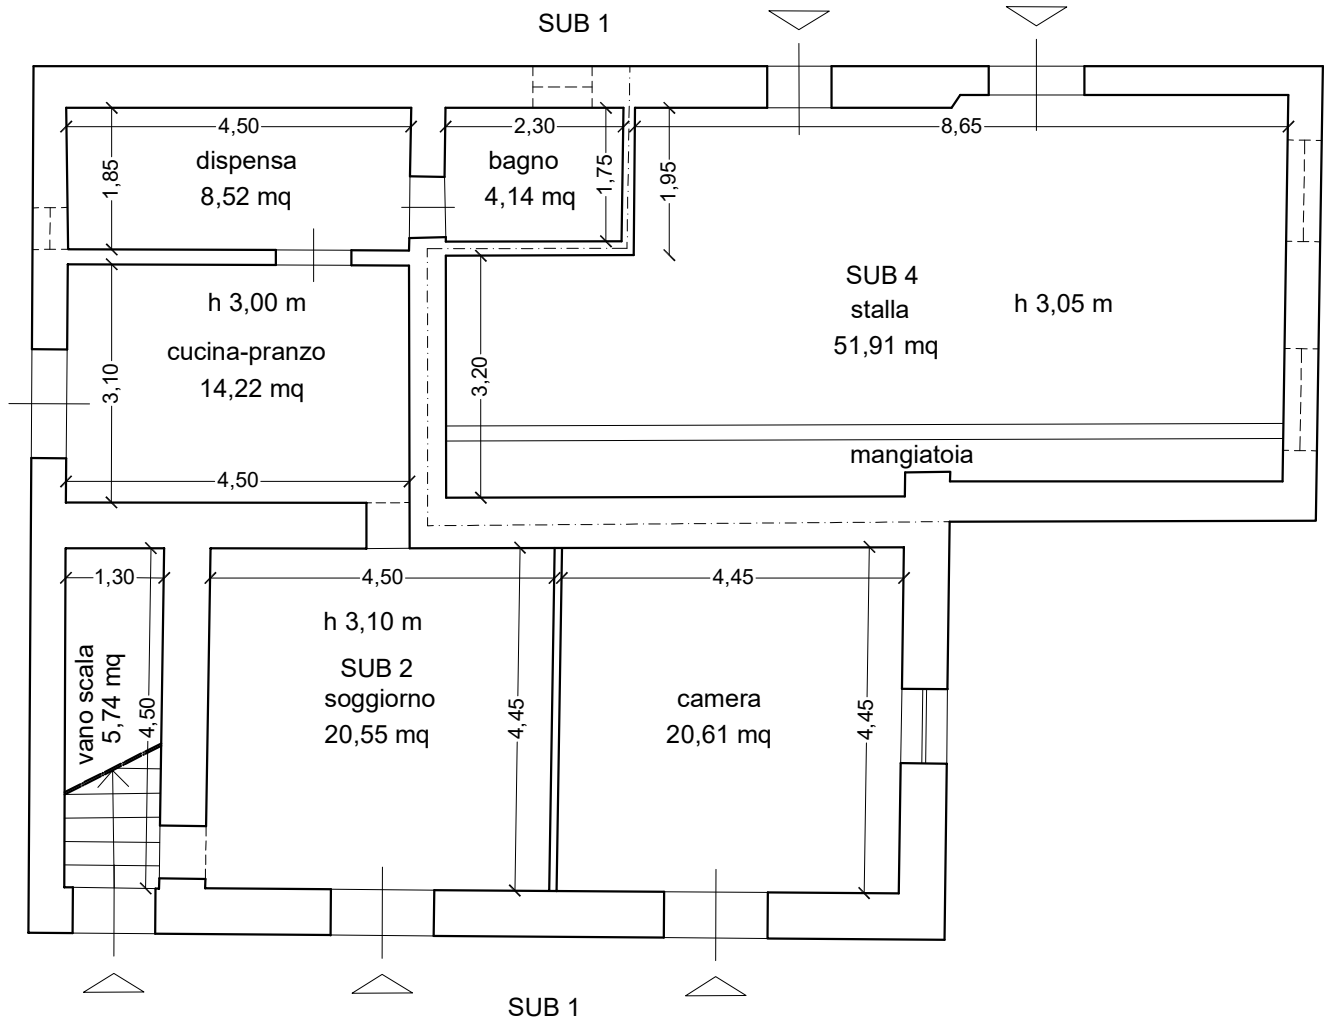 SUB 1
4,50
2,30
8,65
dispensa
8,52 mq
1,85
bagno
4,14 mq
1,75
1,95
SUB 4
stalla
51,91 mq
h 3,05 m
h 3,00 m
cucina-pranzo
14,22 mq
3,10
3,20
mangiatoia
4,50
1,30
4,50
4,45
h 3,10 m
SUB 2
soggiorno
20,55 mq
vano scala
5,74 mq
4,50
4,45
camera
20,61 mq
4,45
SUB 1